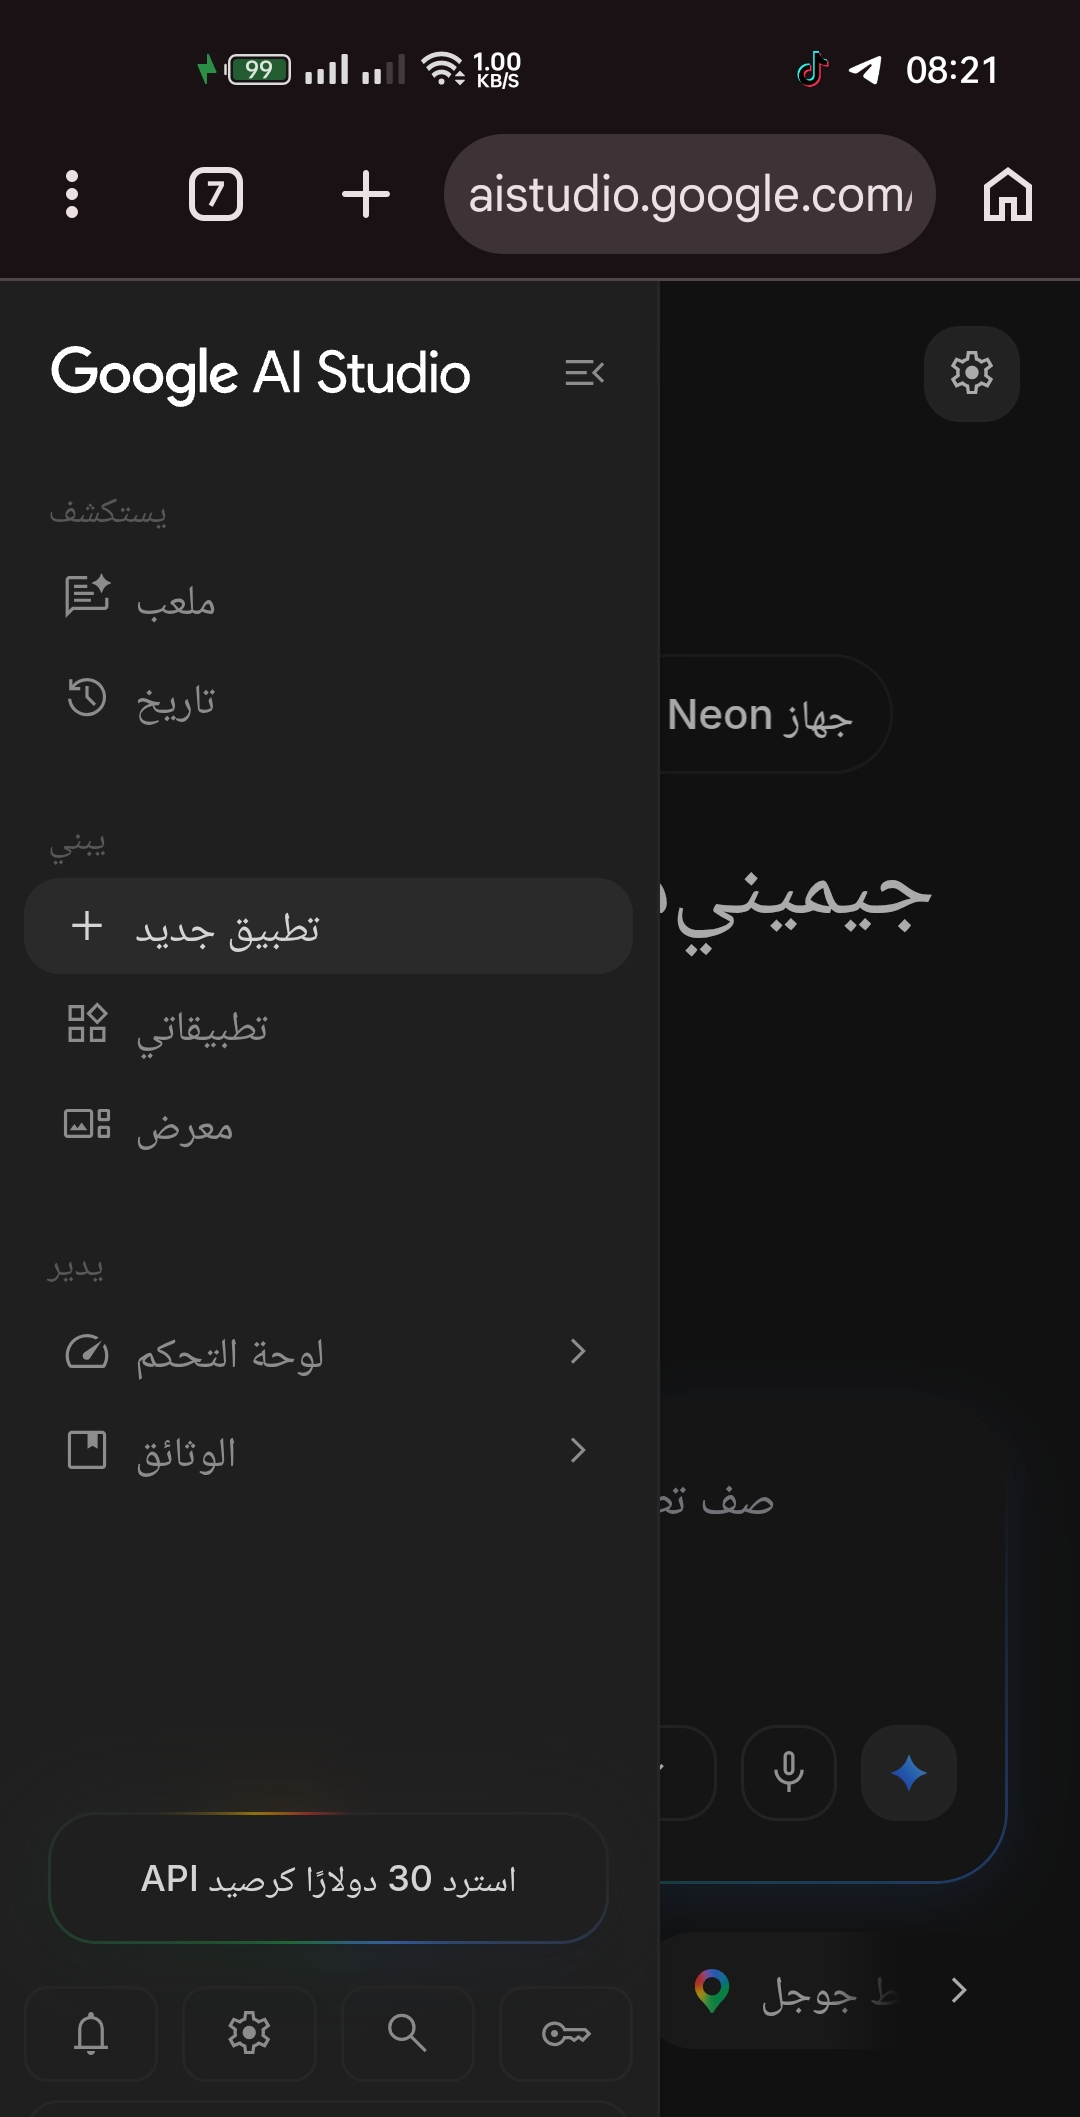 99
1.00
KB/S
08:21
7
aistudio.google.com/
Google AI Studio
يستكشف
ملعب
تاريخ
جهاز Neon
يبني
جيميني
تطبيق جديد
تطبيقاتي
معرض
يدير
لوحة التحكم
الوثائق
صف
استرد 30 دولارًا كرصيد API
جوجل